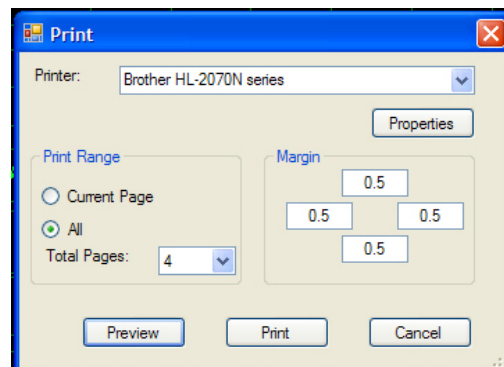 Print
Printer: Brother HL-2070N series
Properties
Print Range
Current Page
All
Total Pages: 4
Margin
0.5
0.5 0.5
0.5
Preview Print Cancel